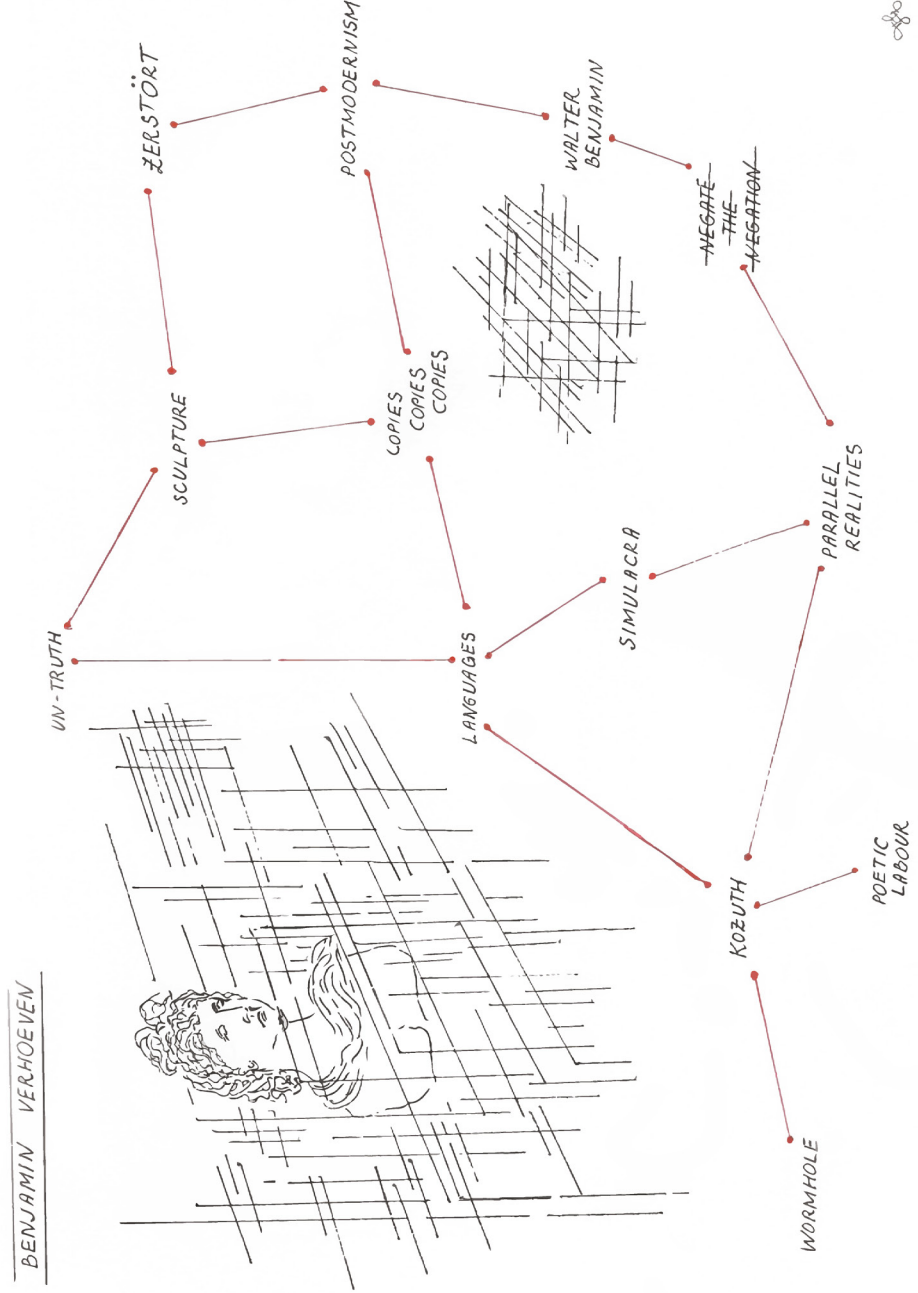 BENJAMIN VERHOEVEN
UN-TRUTH
ZERSTÖRT
SCULPTURE
POSTMODERNISM
COPIES
COPIES
COPIES
LANGUAGES
WALTER
BENJAMIN
SIMULACRA
NEGATE
THE
NEGATION
KOZUTH
WORMHOLE
PARALLEL
REALITIES
POETIC
LABOUR